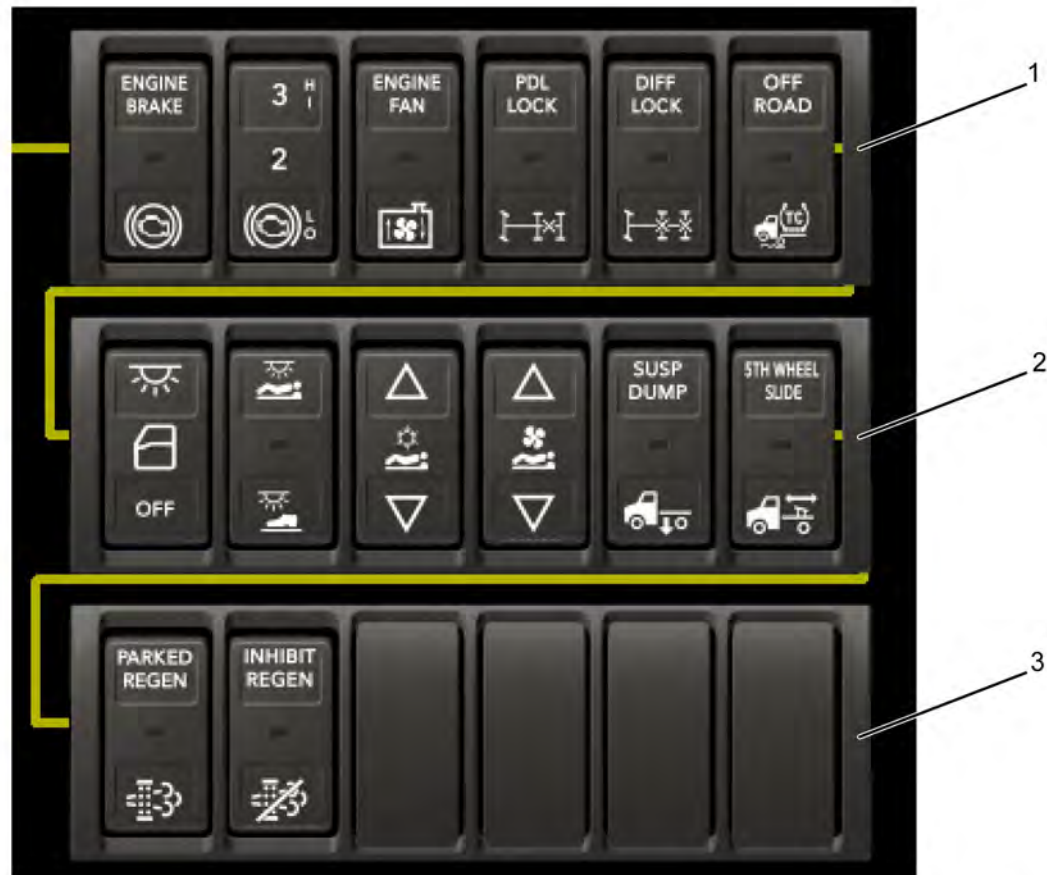 ENGINE
BRAKE
3 H
I
2
L
O
ENGINE
FAN
PDL
LOCK
DIFF
LOCK
OFF
ROAD
TC
1
OFF
SUSP
DUMP
5TH WHEEL
SLIDE
2
PARKED
REGEN
INHIBIT
REGEN
3